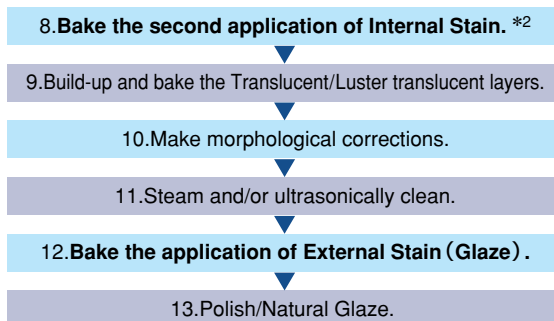 8.Bake the second application of Internal Stain. *2
9.Build-up and bake the Translucent/Luster translucent layers.
10.Make morphological corrections.
11.Steam and/or ultrasonically clean.
12.Bake the application of External Stain（Glaze）.
13.Polish/Natural Glaze.